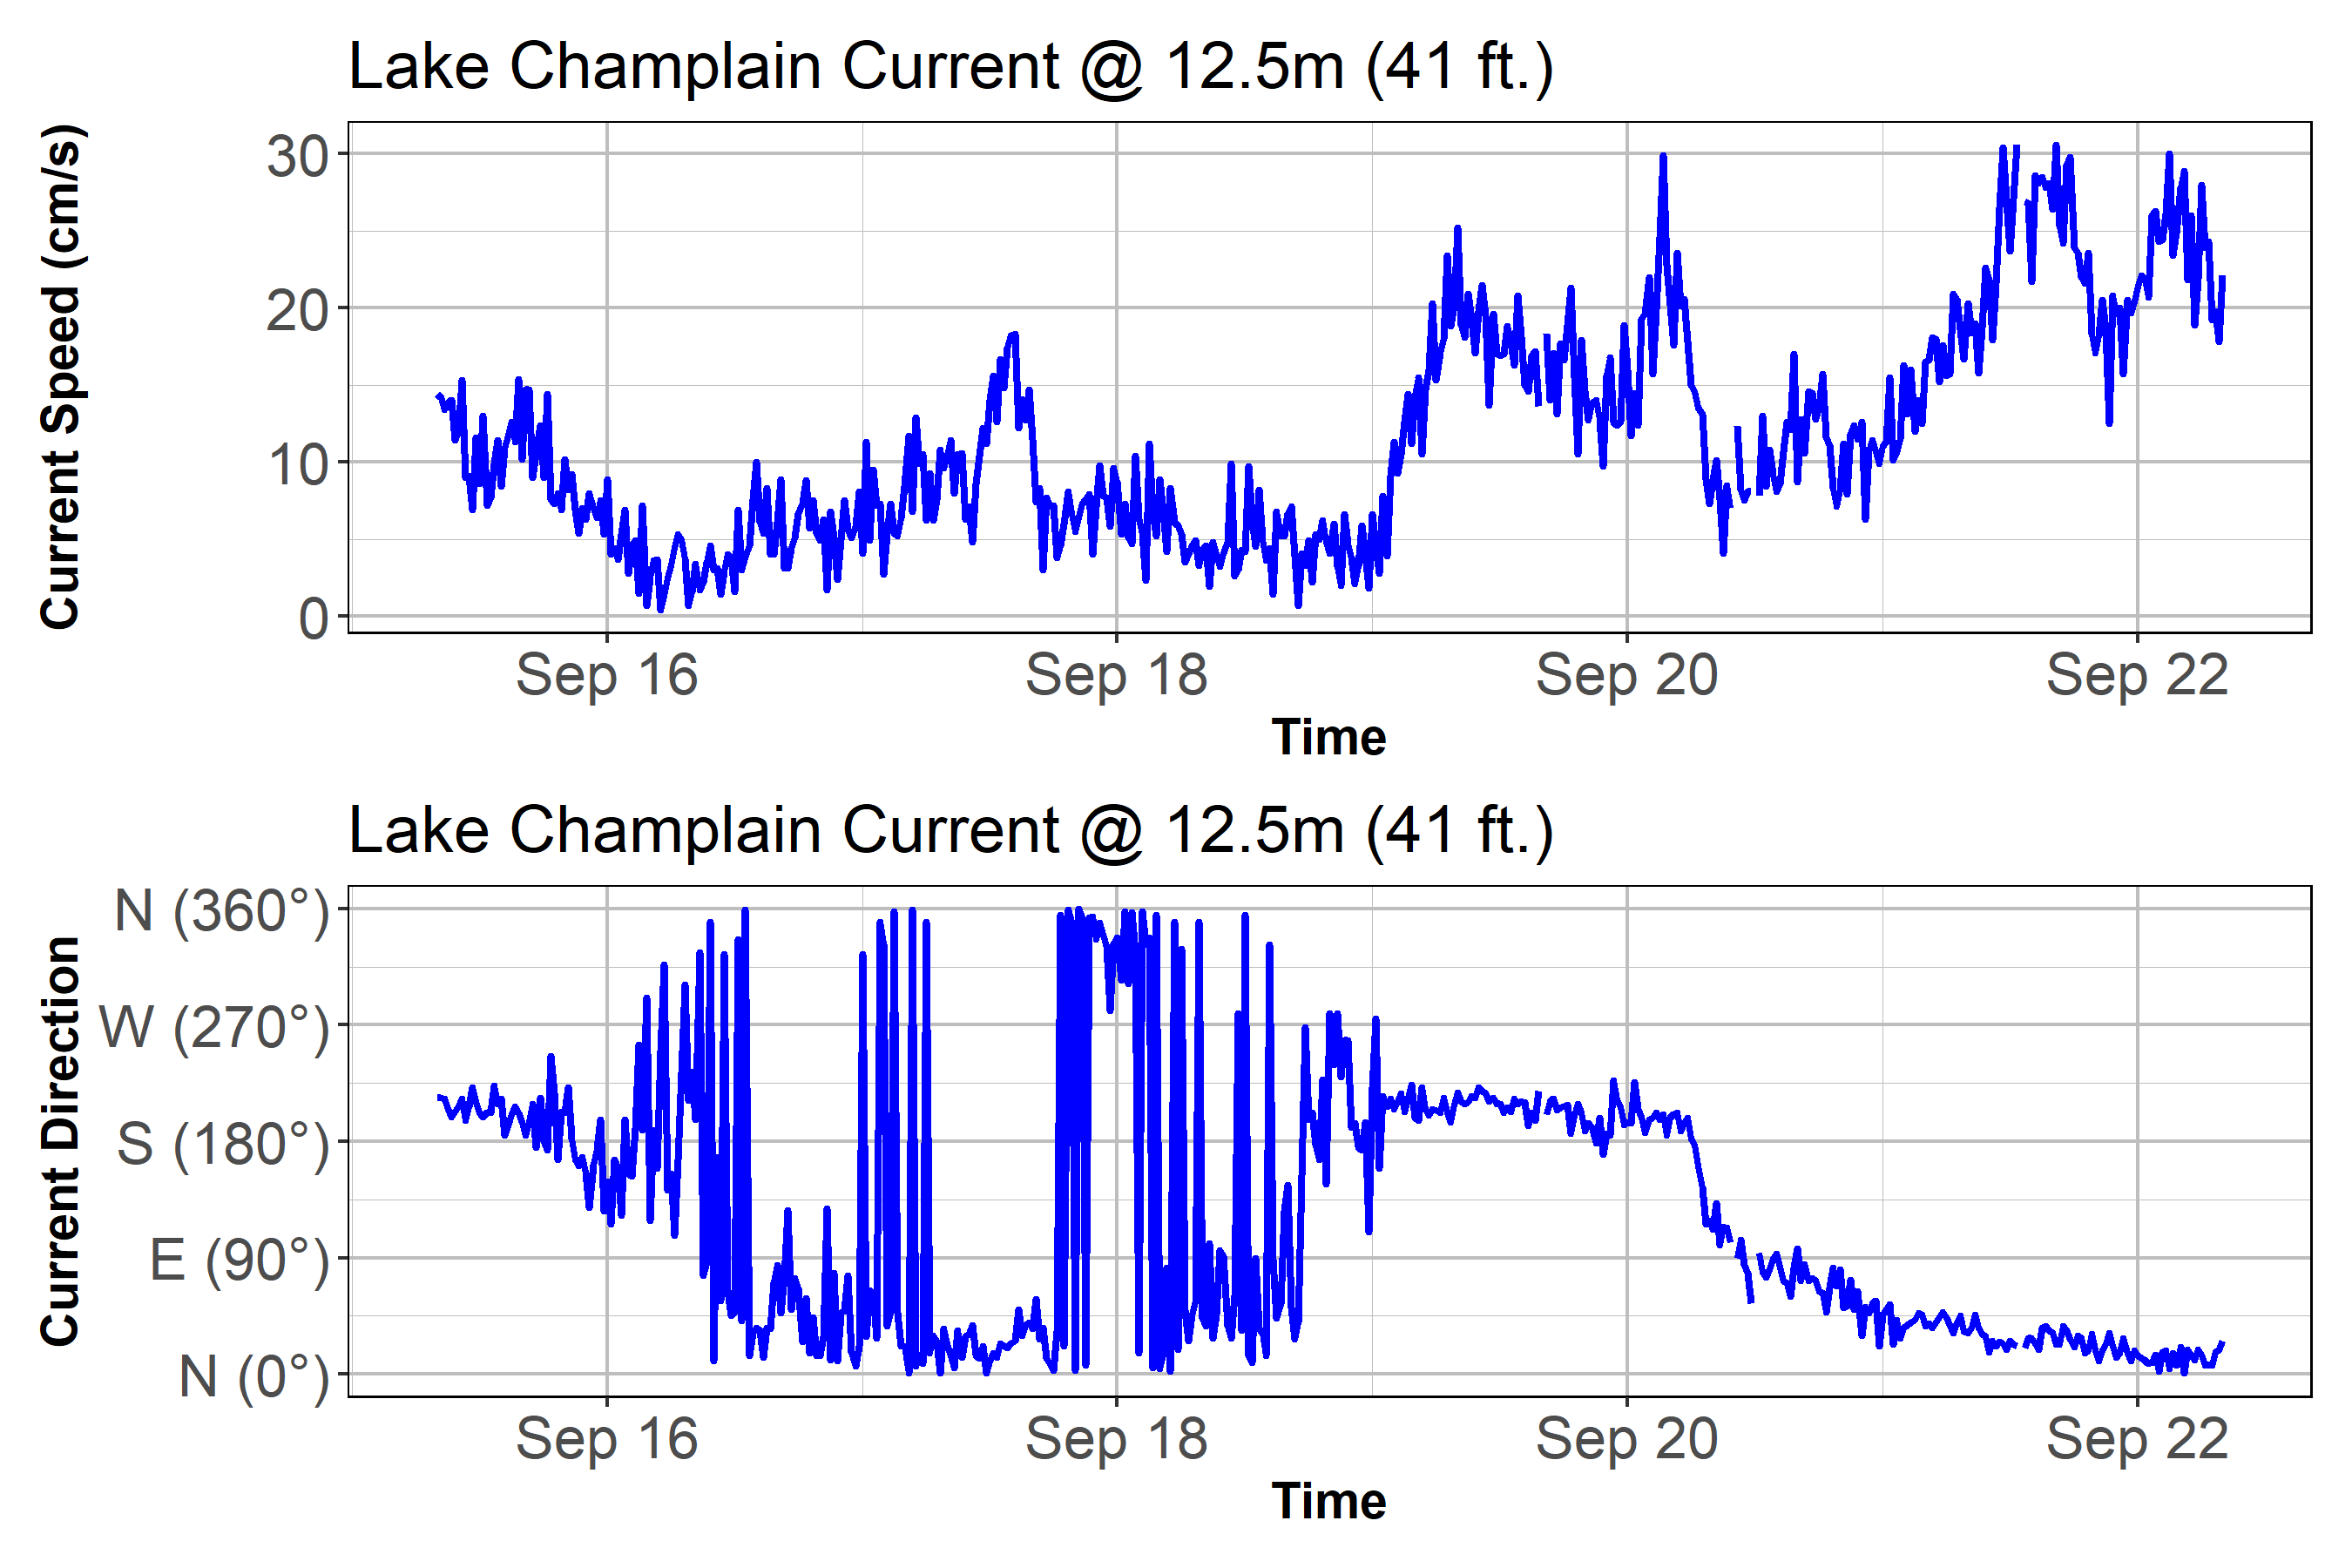 Lake Champlain Current @ 12.5m (41 ft.)
Current Speed (cm/s)
30
20
10
0
Sep 16 Sep 18 Sep 20 Sep 22
Time
Lake Champlain Current @ 12.5m (41 ft.)
Current Direction
N (360°)
W (270°)
S (180°)
E (90°)
N (0°)
Sep 16 Sep 18 Sep 20 Sep 22
Time